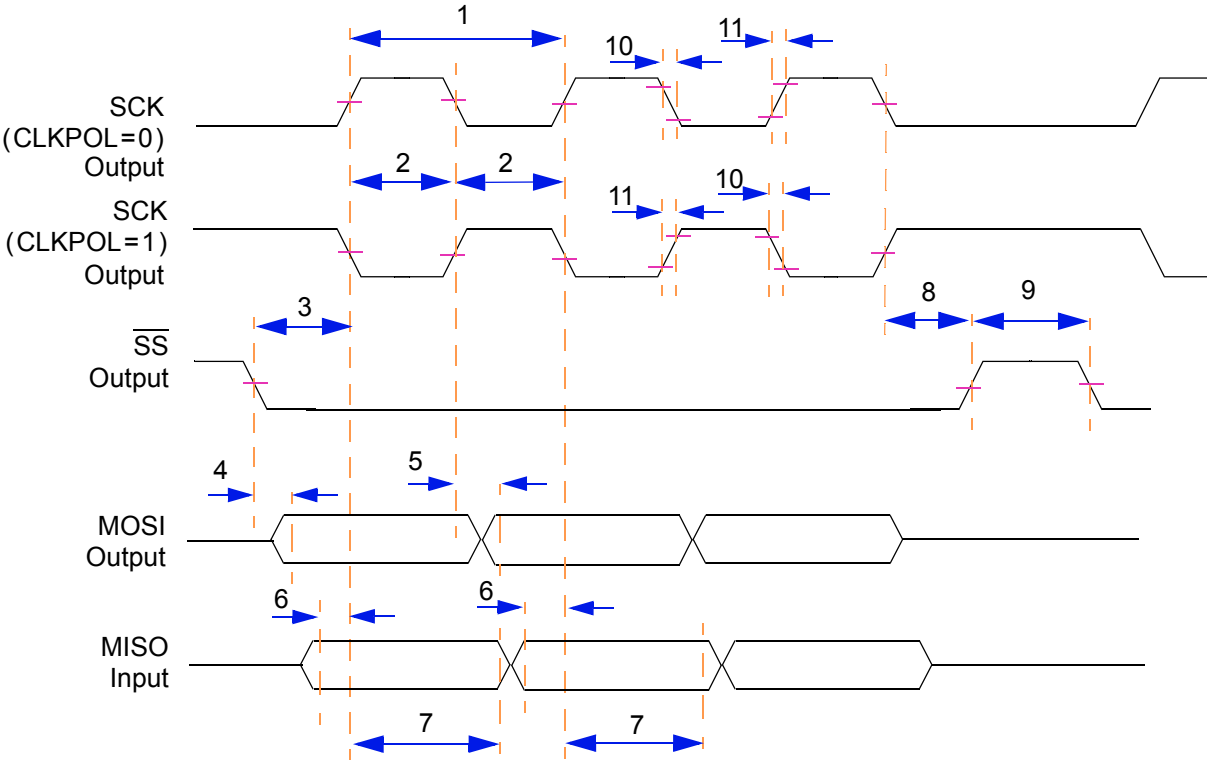 1
10
11
SCK
(CLKPOL=0)
Output
2
2
SCK
(CLKPOL=1)
Output
11
10
3
8
9
SS
Output
4
5
MOSI
Output
6
6
MISO
Input
7
7